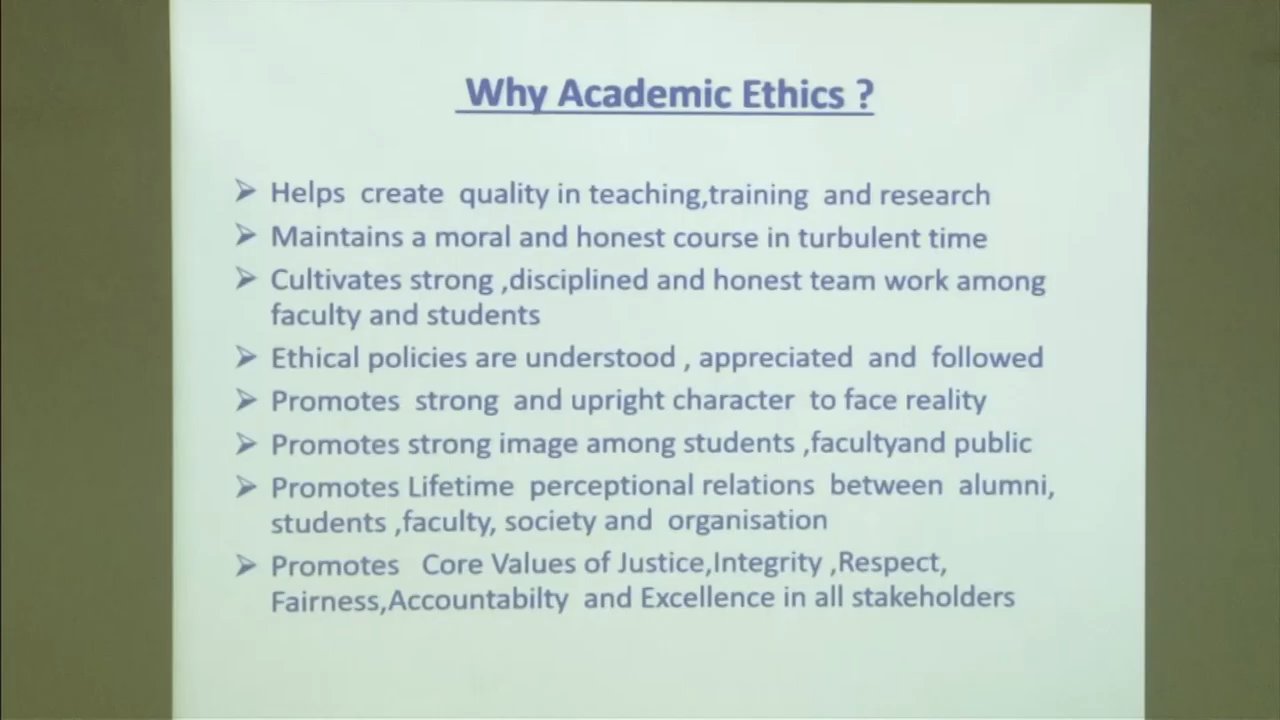 Why Academic Ethics ?
➢ Helps create quality in teaching,training and research
➢ Maintains a moral and honest course in turbulent time
➢ Cultivates strong ,disciplined and honest team work among
faculty and students
➢ Ethical policies are understood , appreciated and followed
➢ Promotes strong and upright character to face reality
➢ Promotes strong image among students ,facultyand public
➢ Promotes Lifetime perceptional relations between alumni,
students ,faculty, society and organisation
➢ Promotes Core Values of Justice,Integrity ,Respect,
Fairness,Accountabilty and Excellence in all stakeholders